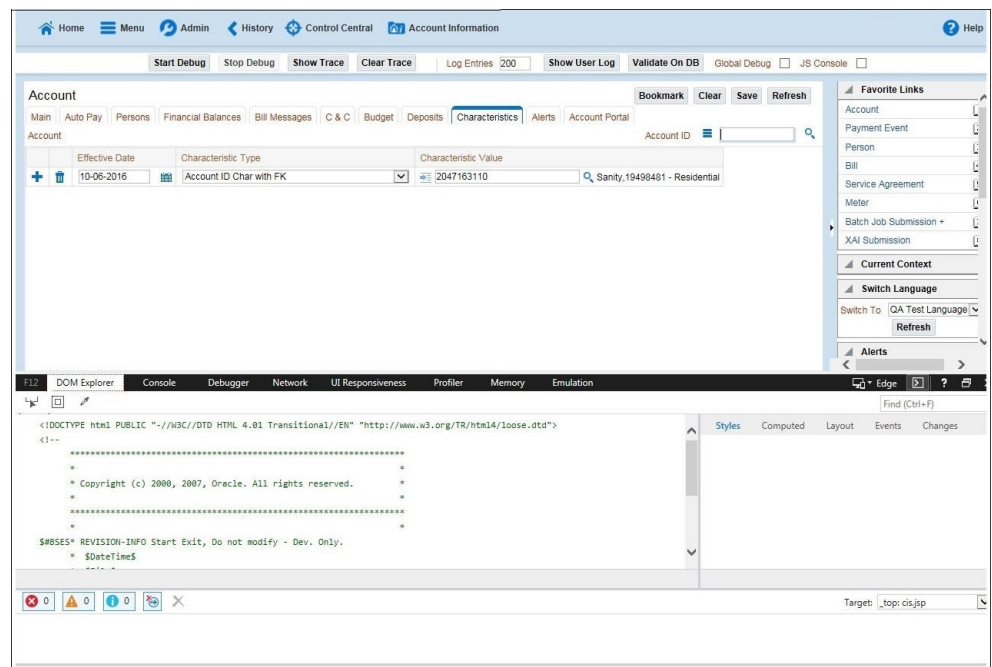 Home Menu Admin History Control Central Account Information Help
Start Debug Stop Debug Show Trace Clear Trace Log Entries 200 Show User Log Validate On DB Global Debug JS Console
Account Bookmark Clear Save Refresh
Main Auto Pay Persons Financial Balances Bill Messages C & C Budget Deposits Characteristics Alerts Account Portal
Account Account ID
Effective Date Characteristic Type Characteristic Value
10-06-2016 Account ID Char with FK 2047163110 Sanity,19498481 - Residential
Favorite Links
Account
Payment Event
Person
Bill
Service Agreement
Meter
Batch Job Submission +
XAI Submission
Current Context
Switch Language
Switch To QA Test Language
Refresh
Alerts
F12 DOM Explorer Console Debugger Network UI Responsiveness Profiler Memory Emulation Edge ?
Find (Ctrl+F)
<!DOCTYPE html PUBLIC "-//W3C//DTD HTML 4.01 Transitional//EN" "http://www.w3.org/TR/html4/loose.dtd">
<!--
******************************************************************
* *
* Copyright (c) 2000, 2007, Oracle. All rights reserved. *
* *
******************************************************************
* *
$#BSES* REVISION-INFO Start Exit, Do not modify - Dev. Only.
* $DateTime$
Styles Computed Layout Events Changes
0 0 0
Target: _top: cis.jsp